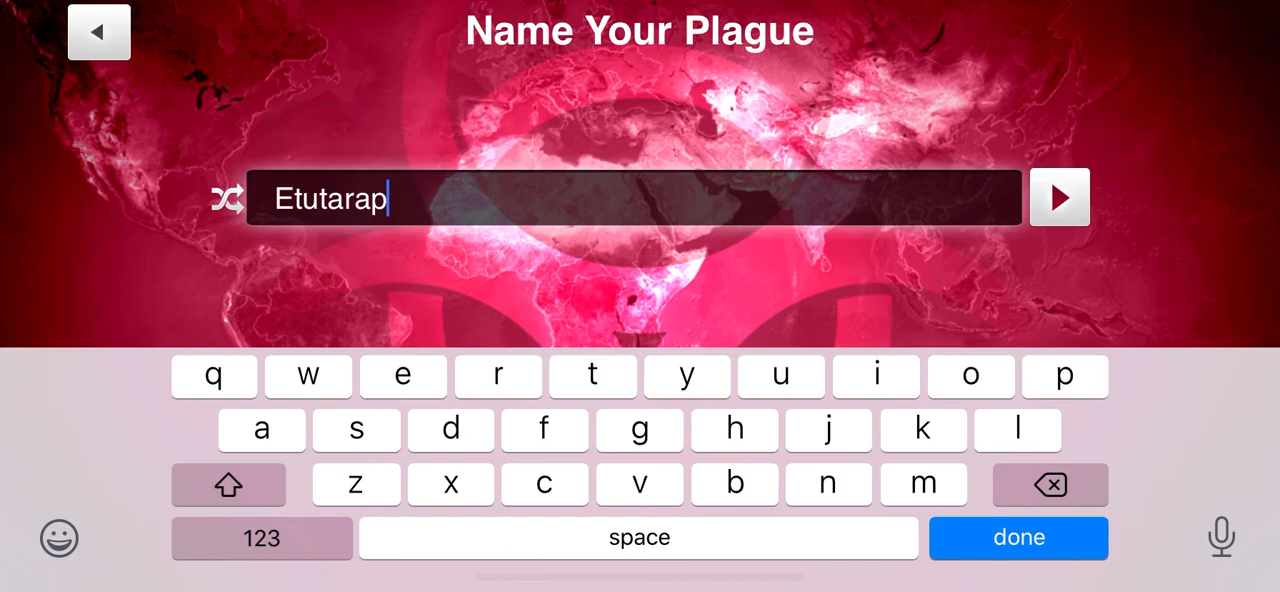 Name Your Plague
Etutarap
q w e r t y u i o p
a s d f g h j k l
z x c v b n m
123 space done